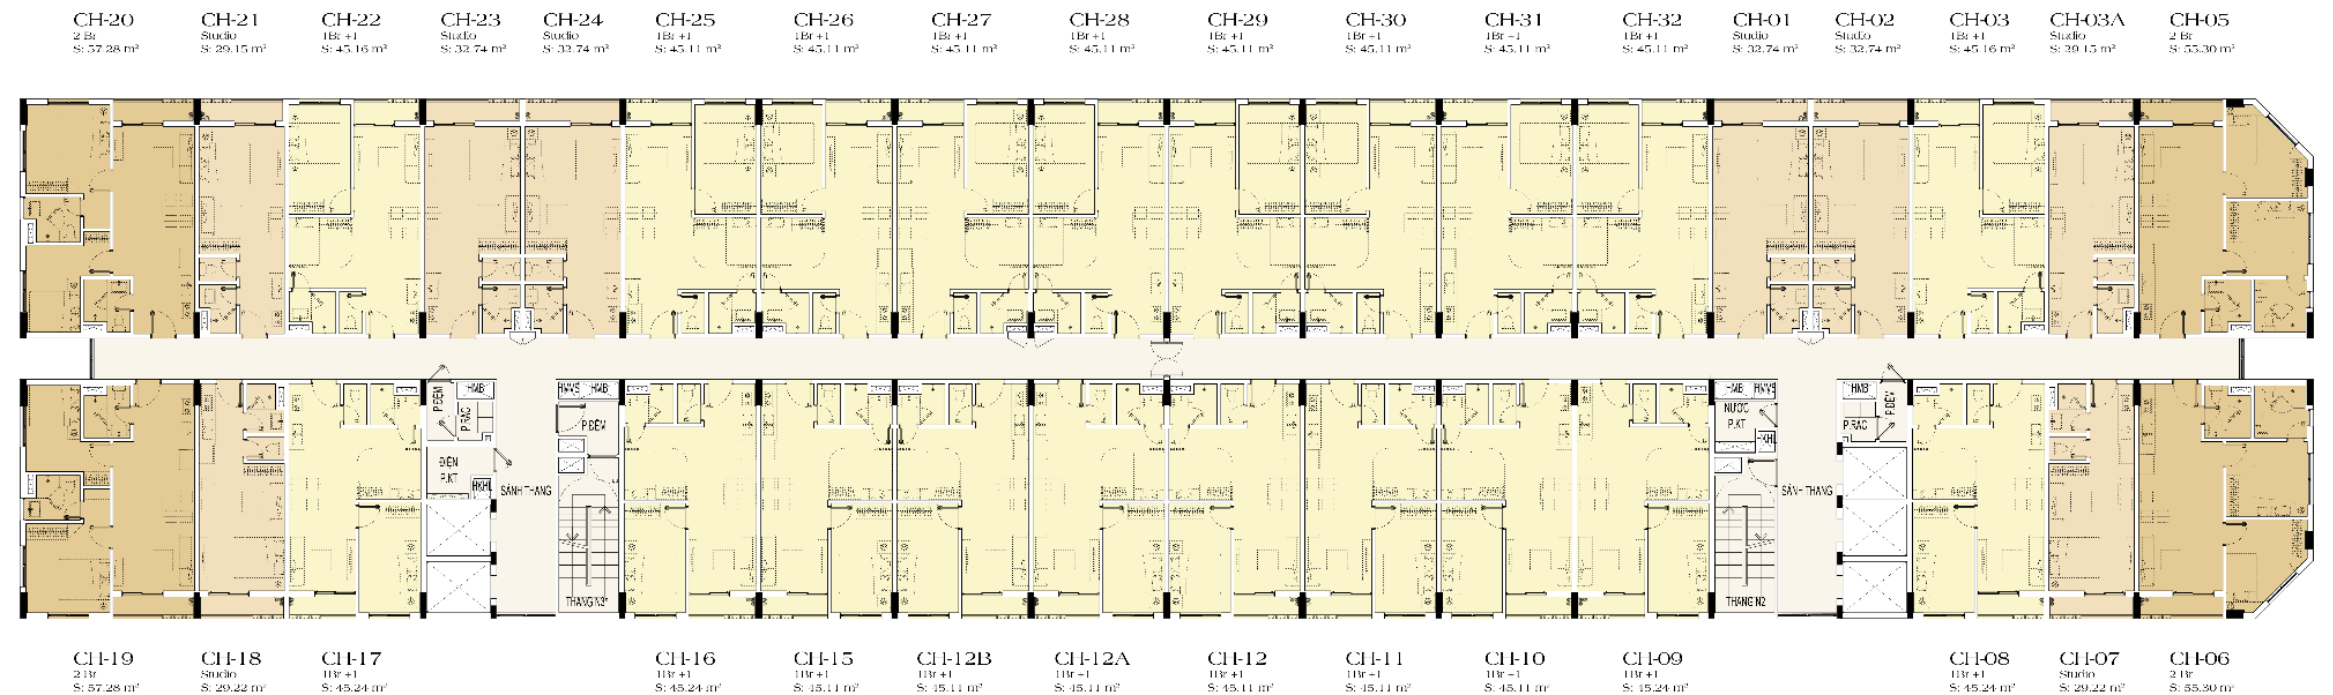 CH-20
2 Br
S: 57.28 m²
CH-21
Studio
S: 29.15 m²
CH-22
1Br +1
S: 45.16 m²
CH-23
Studio
S: 32.74 m²
CH-24
Studio
S: 32.74 m²
CH-25
1Br +1
S: 45.11 m²
CH-26
1Br +1
S: 45.11 m²
CH-27
1Br +1
S: 45.11 m²
CH-28
1Br +1
S: 45.11 m²
CH-29
1Br +1
S: 45.11 m²
CH-30
1Br +1
S: 45.11 m²
CH-31
1Br +1
S: 45.11 m²
CH-32
1Br +1
S: 45.11 m²
CH-01
Studio
S: 32.74 m²
CH-02
Studio
S: 32.74 m²
CH-03
1Br +1
S: 45.16 m²
CH-03A
Studio
S: 29.15 m²
CH-05
2 Br
S: 55.30 m²
P.ĐỆM
HMB
P.RÁC
ĐIỆN
P.KT
HKHL
SẢNH THANG
HMVS
HMB
P.ĐỆM
THANG N3*
HMB
HMVS
NƯỚC
P.KT
HKHL
THANG N2
SẢNH THANG
HMB
P.ĐỆM
P.RÁC
CH-19
2 Br
S: 57.28 m²
CH-18
Studio
S: 29.22 m²
CH-17
1Br +1
S: 45.24 m²
CH-16
1Br +1
S: 45.24 m²
CH-15
1Br +1
S: 45.11 m²
CH-12B
1Br +1
S: 45.11 m²
CH-12A
1Br +1
S: 45.11 m²
CH-12
1Br +1
S: 45.11 m²
CH-11
1Br +1
S: 45.11 m²
CH-10
1Br +1
S: 45.11 m²
CH-09
1Br +1
S: 45.24 m²
CH-08
1Br +1
S: 45.24 m²
CH-07
Studio
S: 29.22 m²
CH-06
2 Br
S: 55.30 m²